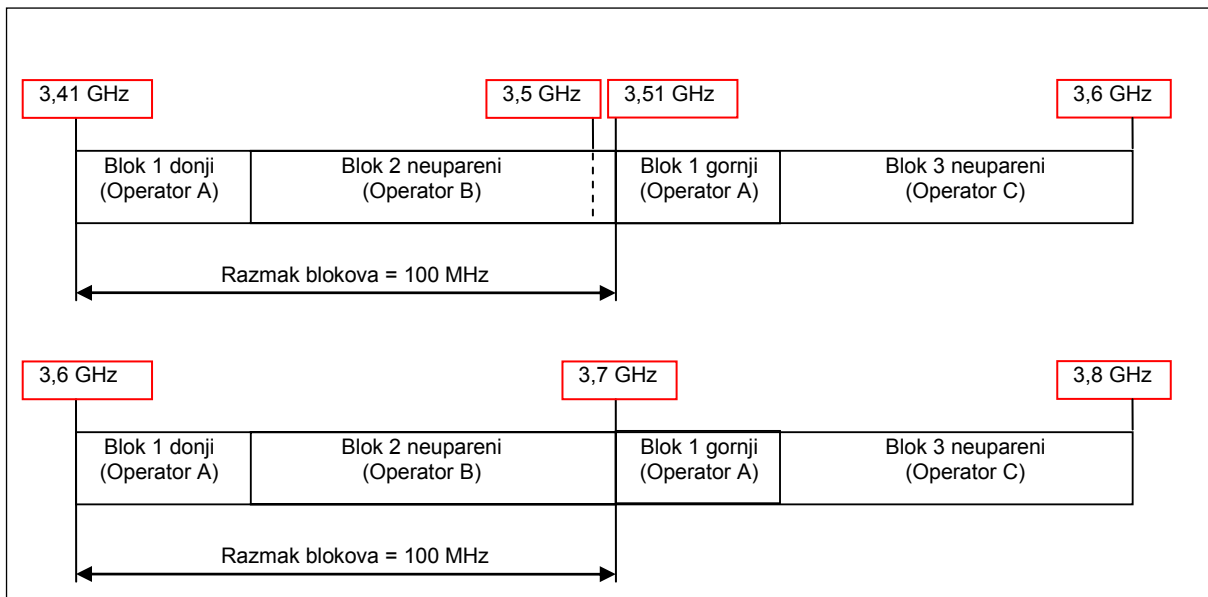 3,41 GHz
3,5 GHz
3,51 GHz
3,6 GHz
Blok 1 donji
(Operator A)
Blok 2 neupareni
(Operator B)
Blok 1 gornji
(Operator A)
Blok 3 neupareni
(Operator C)
Razmak blokova = 100 MHz
3,6 GHz
3,7 GHz
3,8 GHz
Blok 1 donji
(Operator A)
Blok 2 neupareni
(Operator B)
Blok 1 gornji
(Operator A)
Blok 3 neupareni
(Operator C)
Razmak blokova = 100 MHz